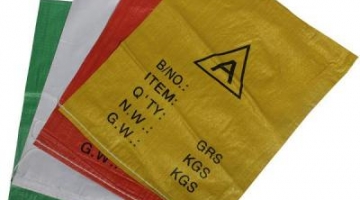 A
B/NO.:
ITEM:
Q'TY: GRS
N.W.: KGS
G.W.: KGS
G.W.: